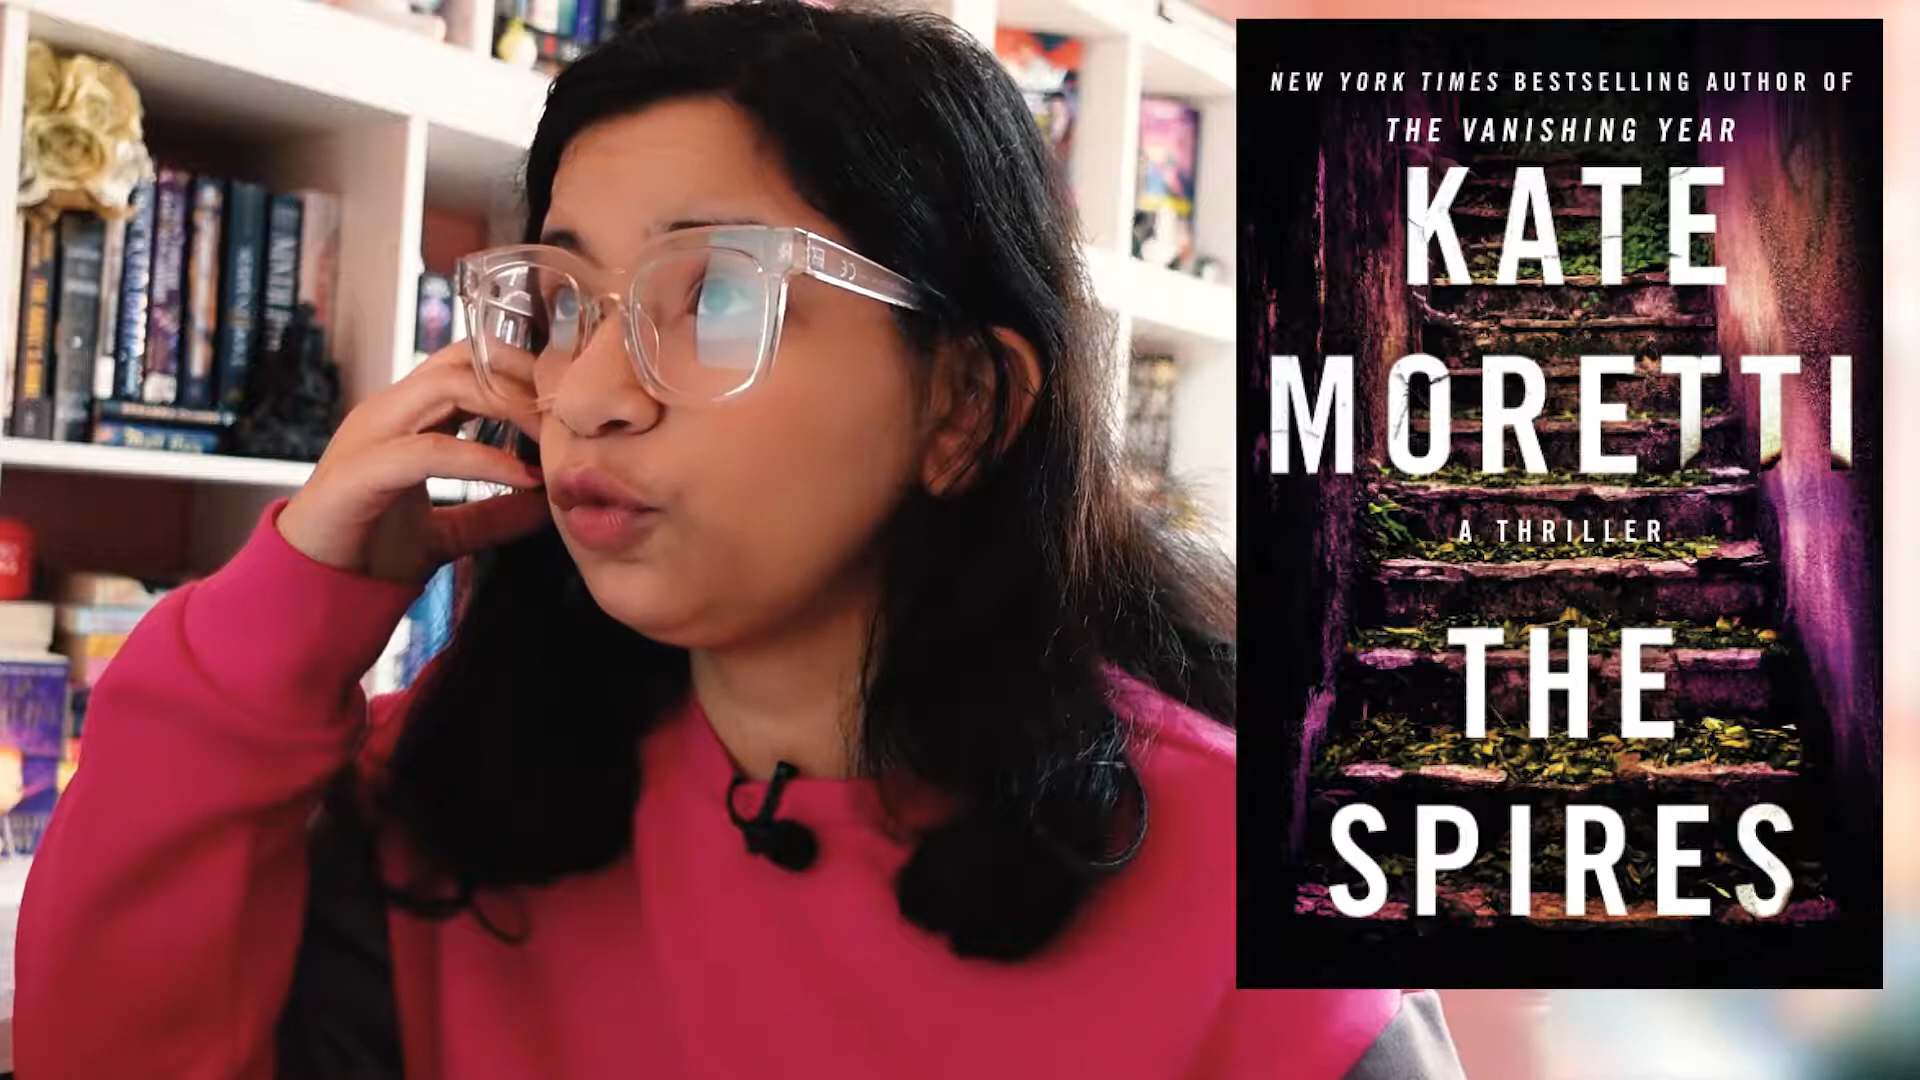 NEW YORK TIMES BESTSELLING AUTHOR OF
THE VANISHING YEAR
KATE
MORETTI
A THRILLER
THE
SPIRES